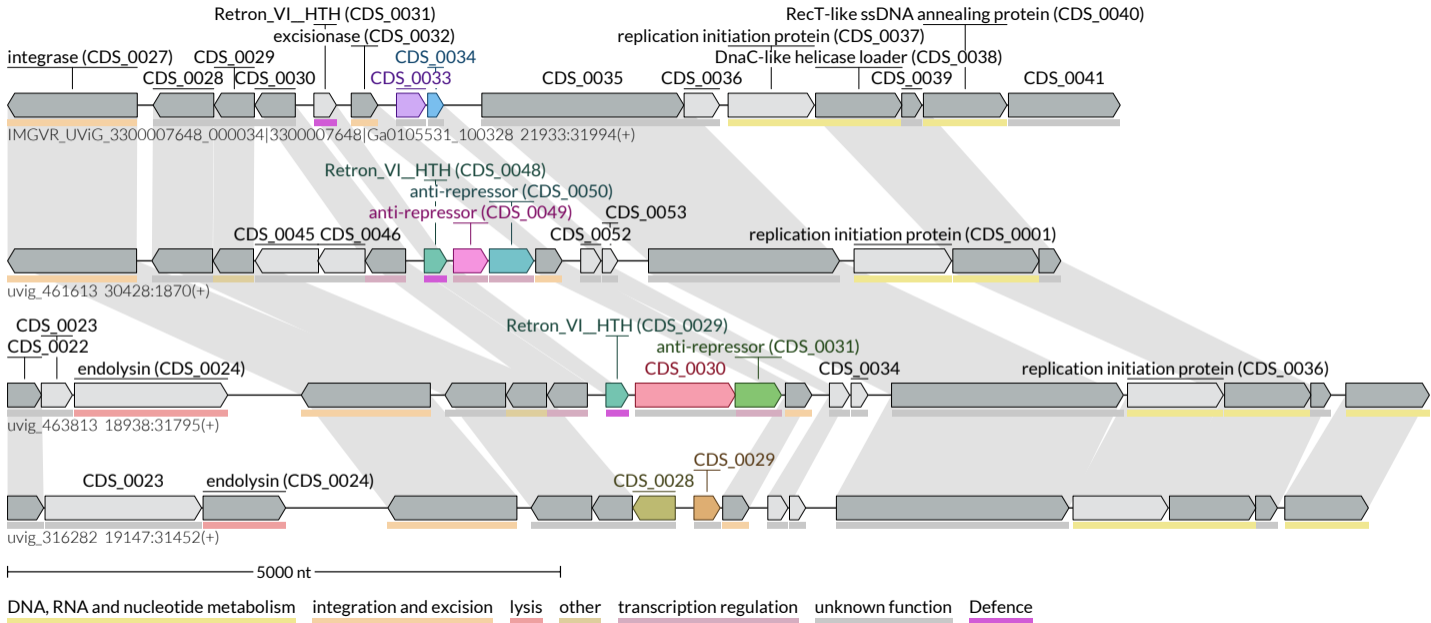 Retron_VI__HTH (CDS_0031)
RecT-like ssDNA annealing protein (CDS_0040)
excisionase (CDS_0032)
replication initiation protein (CDS_0037)
integrase (CDS_0027)
CDS_0029
CDS_0034
DnaC-like helicase loader (CDS_0038)
CDS_0028
CDS_0030
CDS_0033
CDS_0035
CDS_0036
CDS_0039
CDS_0041
IMGVR_UViG_3300007648_000034|3300007648|Ga0105531_100328 21933:31994(+)
Retron_VI__HTH (CDS_0048)
anti-repressor (CDS_0050)
anti-repressor (CDS_0049)
CDS_0053
CDS_0045
CDS_0046
CDS_0052
replication initiation protein (CDS_0001)
uvig_461613 30428:1870(+)
CDS_0023
Retron_VI__HTH (CDS_0029)
CDS_0022
anti-repressor (CDS_0031)
endolysin (CDS_0024)
CDS_0030
CDS_0034
replication initiation protein (CDS_0036)
uvig_463813 18938:31795(+)
CDS_0029
CDS_0023
endolysin (CDS_0024)
CDS_0028
uvig_316282 19147:31452(+)
5000 nt
DNA, RNA and nucleotide metabolism
integration and excision
lysis
other
transcription regulation
unknown function
Defence